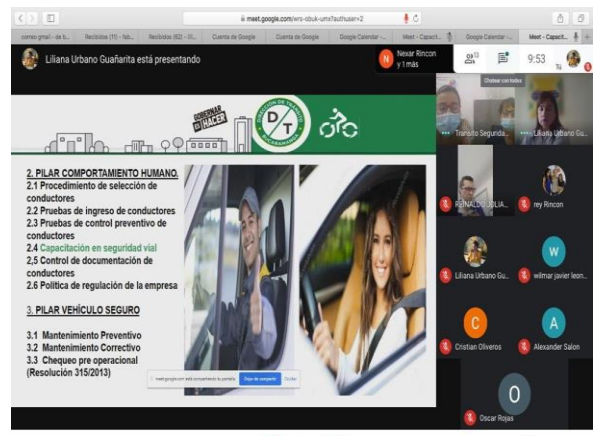 meet.google.com/wrs-obuk-umx?authuser=2
correo gmail - de b...
Recibidos (11) - fab...
Recibidos (62) - lil...
Cuenta de Google
Cuenta de Google
Google Calendar -...
Meet - Capacit...
Google Calendar -...
Meet - Capacit...
Liliana Urbano Guañarita está presentando
N
Nexar Rincon
y 1 más
13
9:53
Tú
Chatear con todos
GOBERNAR
ES HACER
DIRECCIÓN DE TRÁNSITO
D/T
BUCARAMANGA
2. PILAR COMPORTAMIENTO HUMANO.
2.1 Procedimiento de selección de
conductores
2.2 Pruebas de ingreso de conductores
2.3 Pruebas de control preventivo de
conductores
2.4 Capacitación en seguridad vial
2,5 Control de documentación de
conductores
2.6 Política de regulación de la empresa
3. PILAR VEHÍCULO SEGURO
3.1 Mantenimiento Preventivo
3.2 Mantenimiento Correctivo
3.3 Chequeo pre operacional
(Resolución 315/2013)
meet.google.com está compartiendo tu pantalla.
Dejar de compartir
Ocultar
Transito Segunda...
Liliana Urbano Gu...
REINALDO JOLIA...
rey Rincon
Liliana Urbano Gu...
W
wilmar javier leon...
C
Cristian Oliveros
A
Alexander Salon
O
Oscar Rojas